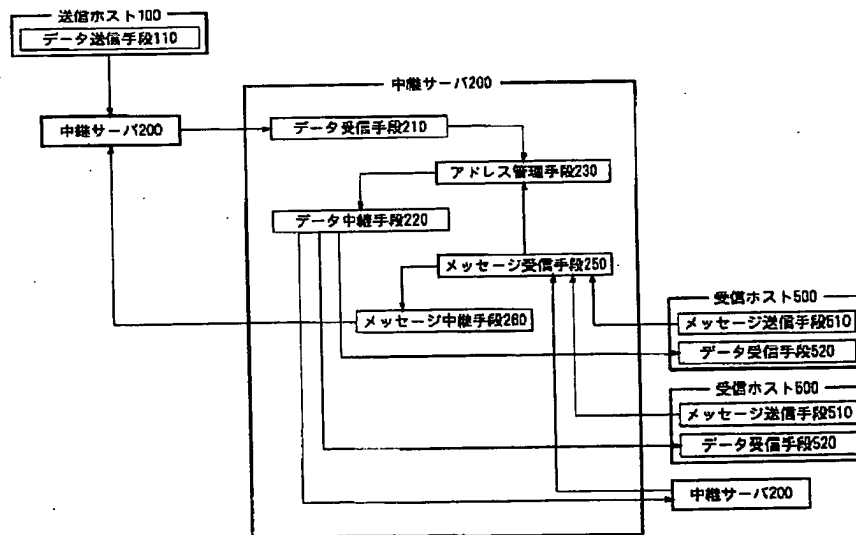 送信ホスト100
データ送信手段110
中継サーバ200
中継サーバ200
データ受信手段210
アドレス管理手段230
データ中継手段220
メッセージ受信手段250
メッセージ中継手段260
受信ホスト500
メッセージ送信手段510
データ受信手段520
受信ホスト500
メッセージ送信手段510
データ受信手段520
中継サーバ200